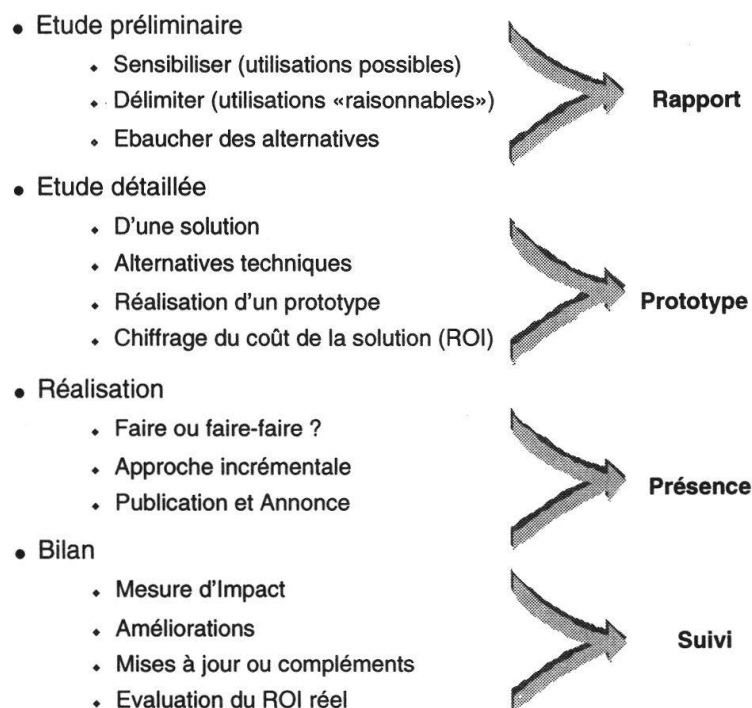 • Etude préliminaire
⬩ Sensibiliser (utilisations possibles)
⬩ Délimiter (utilisations «raisonnables»)
⬩ Ebaucher des alternatives
Rapport
• Etude détaillée
⬩ D'une solution
⬩ Alternatives techniques
⬩ Réalisation d'un prototype
⬩ Chiffrage du coût de la solution (ROI)
Prototype
• Réalisation
⬩ Faire ou faire-faire ?
⬩ Approche incrémentale
⬩ Publication et Annonce
Présence
• Bilan
⬩ Mesure d'Impact
⬩ Améliorations
⬩ Mises à jour ou compléments
⬩ Evaluation du ROI réel
Suivi